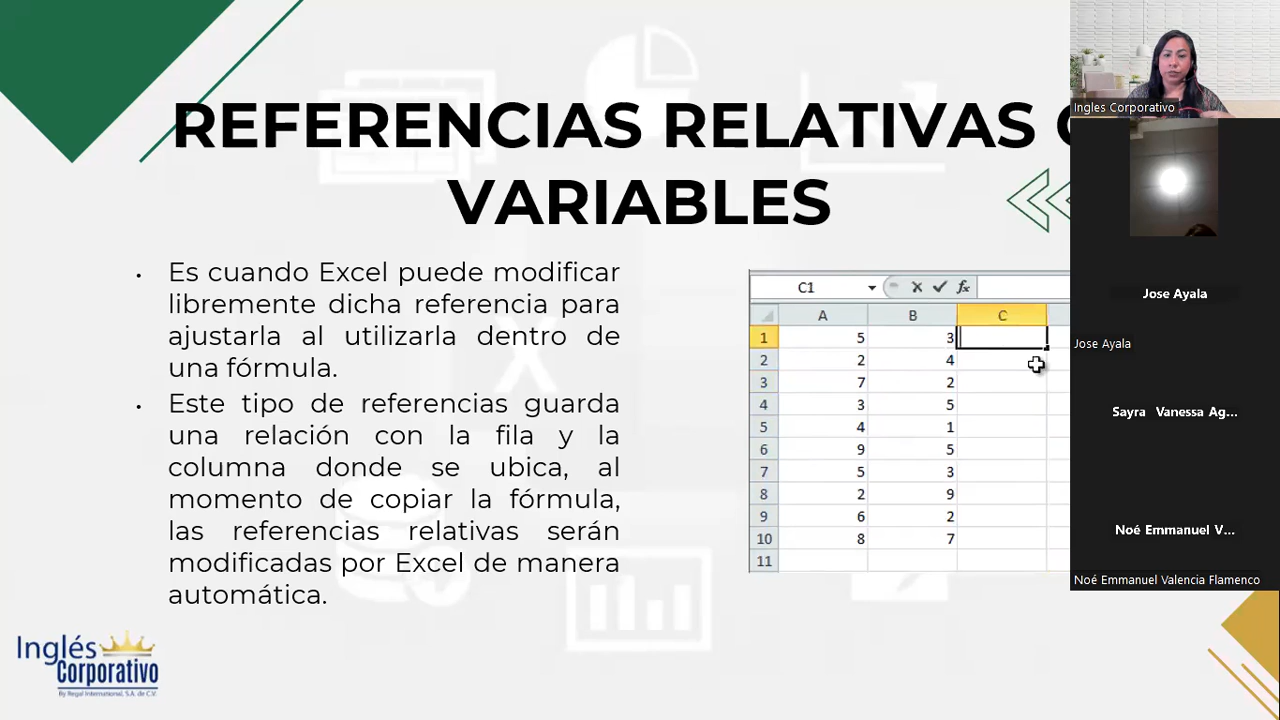 REFERENCIAS RELATIVAS
VARIABLES
• Es cuando Excel puede modificar
libremente dicha referencia para
ajustarla al utilizarla dentro de
una fórmula.
• Este tipo de referencias guarda
una relación con la fila y la
columna donde se ubica, al
momento de copiar la fórmula,
las referencias relativas serán
modificadas por Excel de manera
automática.
C1 fx
A B C
1 5 3
2 2 4
3 7 2
4 3 5
5 4 1
6 9 5
7 5 3
8 2 9
9 6 2
10 8 7
11
Ingles Corporativo
Jose Ayala
Jose Ayala
Sayra Vanessa Ag...
Noé Emmanuel V...
Noé Emmanuel Valencia Flamenco
Inglés
Corporativo
By Regal International, S.A. de C.V.